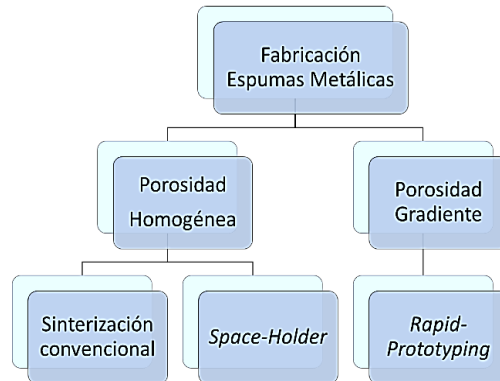 Fabricación
Espumas Metálicas
Porosidad
Homogénea
Porosidad
Gradiente
Sinterización
convencional
Space-Holder
Rapid-
Prototyping